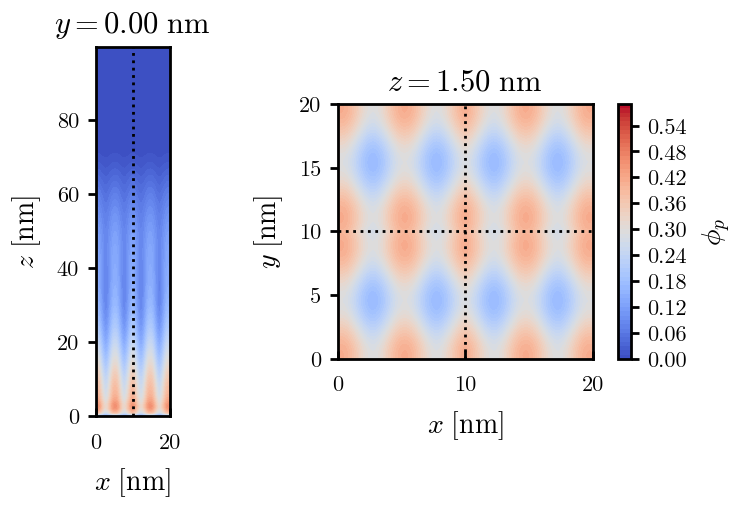 y = 0.00 nm
80
60
40
20
0
z [nm]
0 20
x [nm]
z = 1.50 nm
20
15
10
5
0
y [nm]
0 10 20
x [nm]
0.54
0.48
0.42
0.36
0.30
0.24
0.18
0.12
0.06
0.00
ϕp